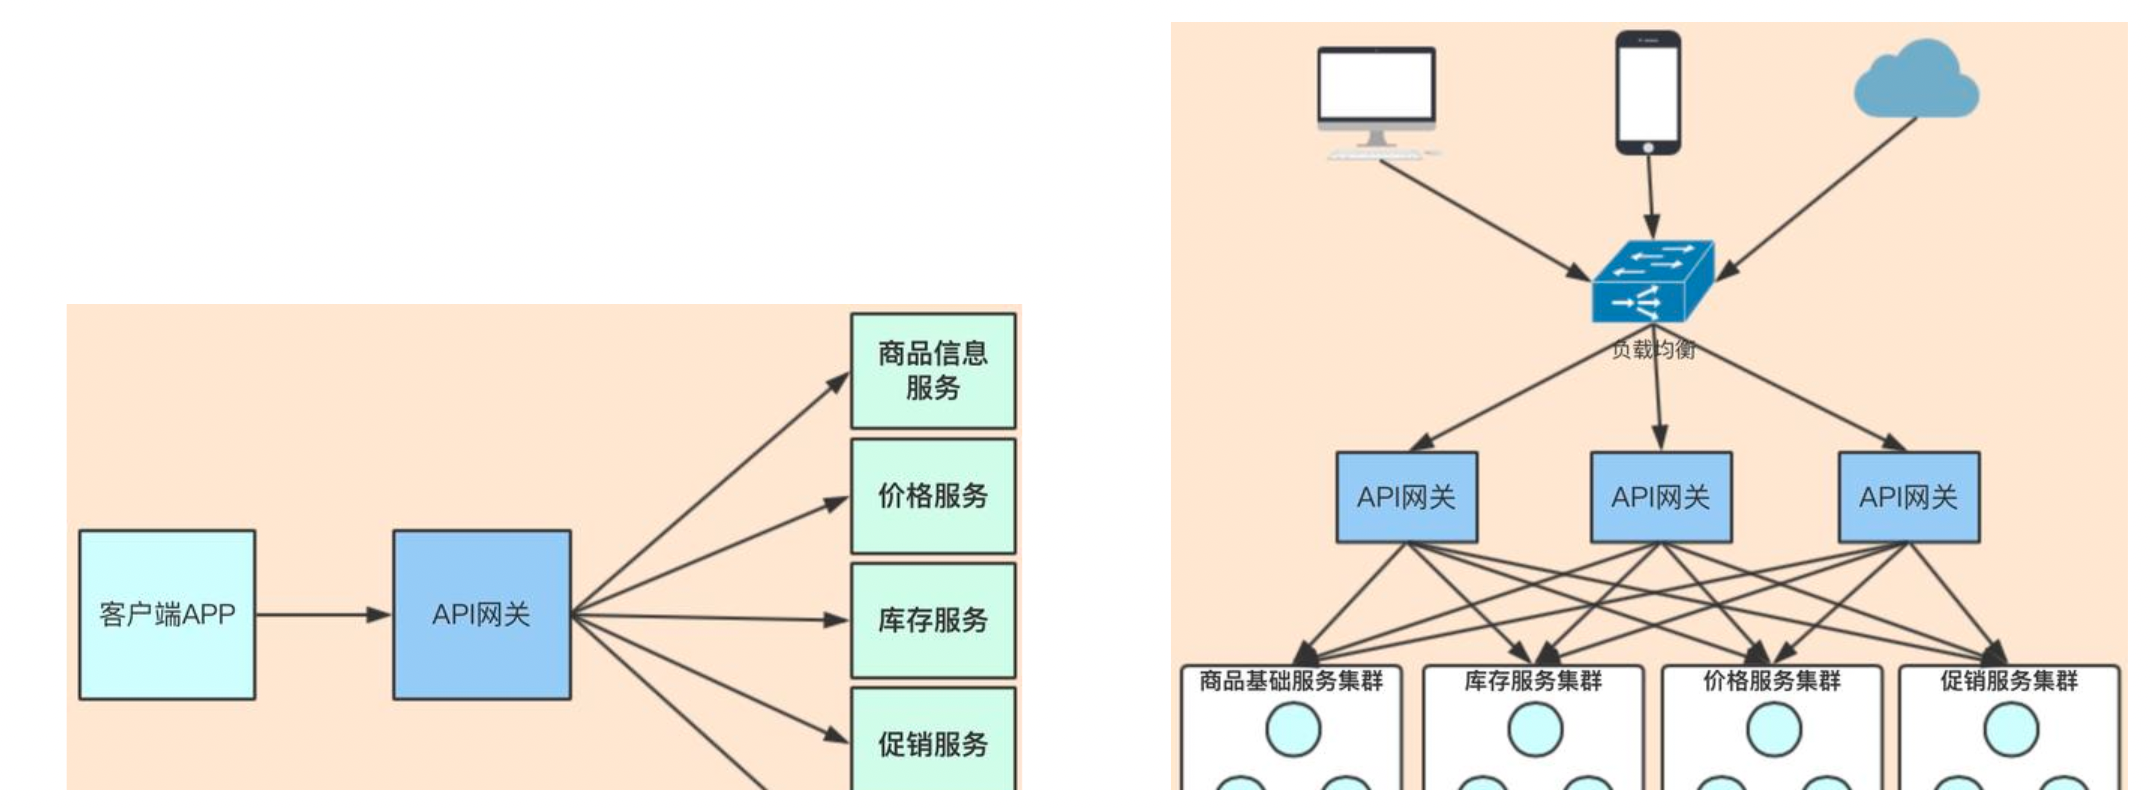 商品信息
服务
价格服务
库存服务
促销服务
客户端APP
API网关
负载均衡
API网关
API网关
API网关
商品基础服务集群
库存服务集群
价格服务集群
促销服务集群